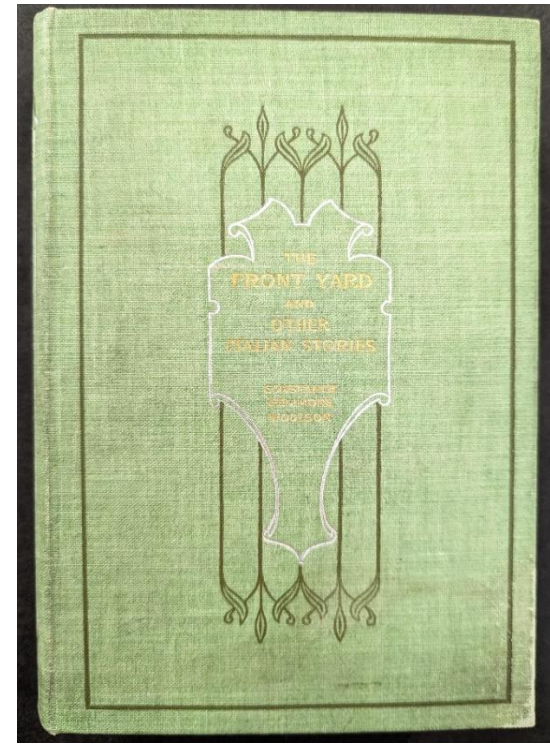 THE
FRONT YARD
AND
OTHER
ITALIAN STORIES
CONSTANCE
FENIMORE
WOOLSON